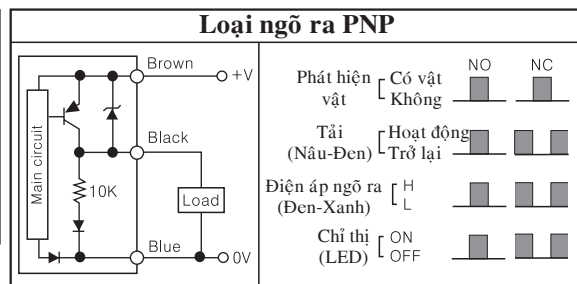 Loại ngõ ra PNP
Main circuit
Brown
+V
Black
10K
Load
Blue
0V
NO NC
Phát hiện vật
Có vật
Không
Tải (Nâu-Đen)
Hoạt động
Trở lại
Điện áp ngõ ra (Đen-Xanh)
H
L
Chỉ thị (LED)
ON
OFF